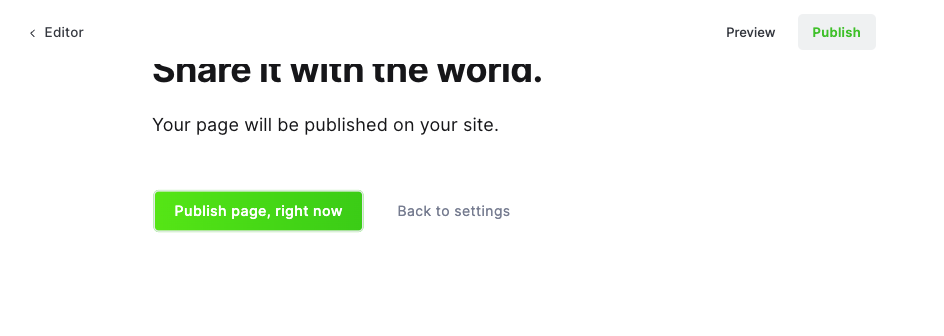 Editor
Preview
Publish
Share it with the world.
Your page will be published on your site.
Publish page, right now
Back to settings